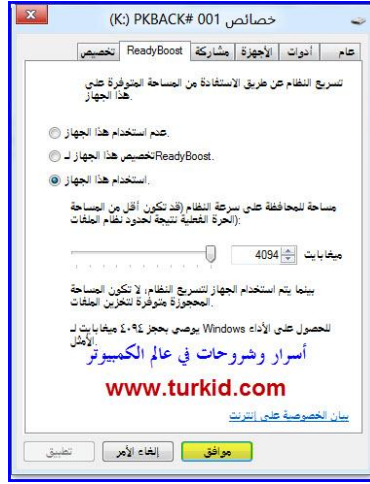 خصائص PKBACK# 001 (K:)
عام أدوات الأجهزة مشاركة ReadyBoost تخصيص
تسريع النظام عن طريق الاستفادة من المساحة المتوفرة على
هذا الجهاز.
عدم استخدام هذا الجهاز.
تخصيص هذا الجهاز لـ ReadyBoost.
استخدام هذا الجهاز.
مساحة للمحافظة على سرعة النظام (قد تكون أقل من المساحة
الحرة الفعلية نتيجة لحدود نظام الملفات):
4094 ميغابايت
بينما يتم استخدام الجهاز لتسريع النظام، لا تكون المساحة
المحجوزة متوفرة لتخزين الملفات.
للحصول على الأداء Windows يوصي بحجز ٤٠٩٤ ميغابايت لـ
الأمثل.
أسرار وشروحات في عالم الكمبيوتر
www.turkid.com
بيان الخصوصية على إنترنت
موافق إلغاء الأمر تطبيق